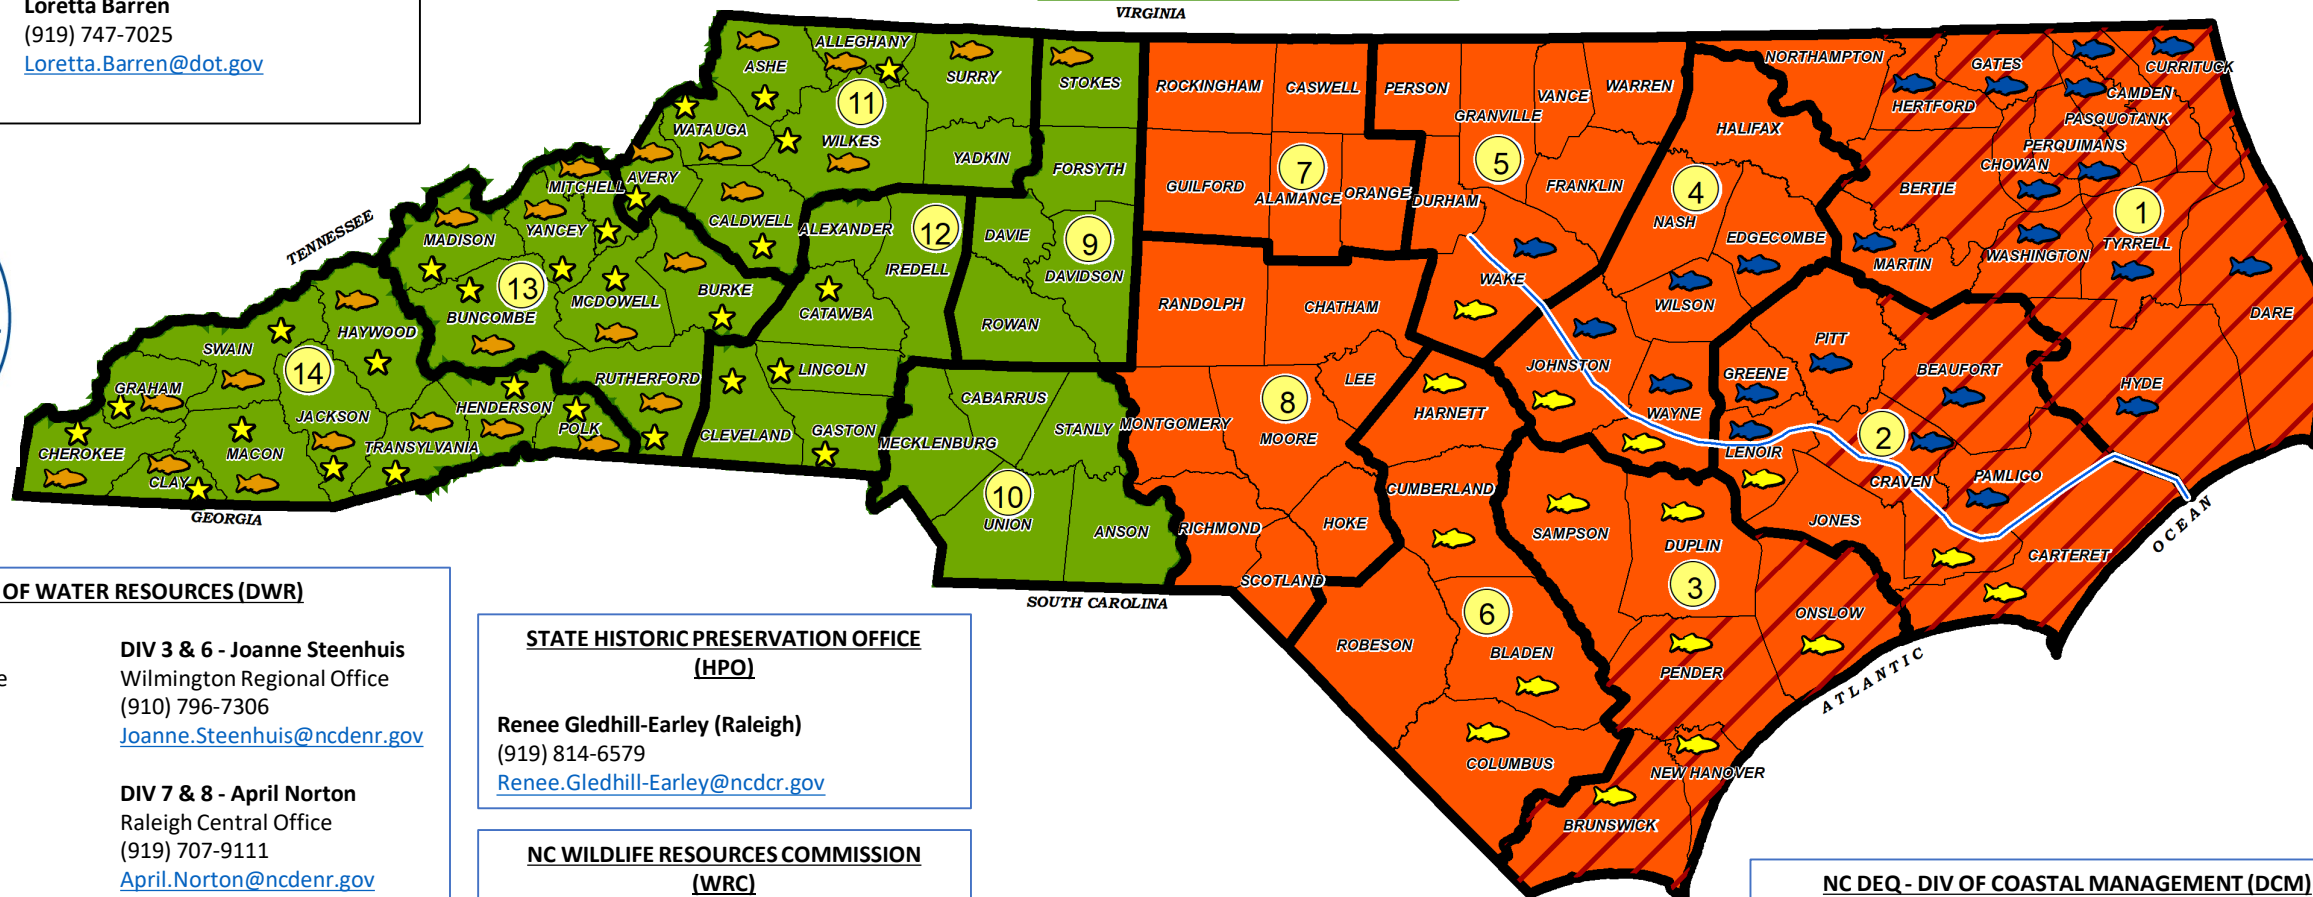 Loretta Barren
(919) 747-7025
Loretta.Barren@dot.gov
VIRGINIA
TENNESSEE
GEORGIA
SOUTH CAROLINA
ATLANTIC
OCEAN
ASHE
ALLEGHANY
SURRY
STOKES
ROCKINGHAM
CASWELL
PERSON
GRANVILLE
VANCE
WARREN
NORTHAMPTON
GATES
CURRITUCK
HERTFORD
CAMDEN
PASQUOTANK
HALIFAX
11
WATAUGA
WILKES
YADKIN
FORSYTH
GUILFORD
7
ALAMANCE
ORANGE
DURHAM
5
FRANKLIN
4
NASH
PERQUIMANS
CHOWAN
BERTIE
1
TYRRELL
MITCHELL
AVERY
CALDWELL
ALEXANDER
12
IREDELL
DAVIE
9
DAVIDSON
EDGECOMBE
MARTIN
WASHINGTON
DARE
MADISON
YANCEY
13
BUNCOMBE
MCDOWELL
BURKE
CATAWBA
ROWAN
RANDOLPH
CHATHAM
WAKE
WILSON
PITT
BEAUFORT
HYDE
SWAIN
HAYWOOD
14
GRAHAM
JACKSON
HENDERSON
RUTHERFORD
LINCOLN
CABARRUS
LEE
8
MOORE
HARNETT
JOHNSTON
WAYNE
GREENE
LENOIR
2
CRAVEN
PAMLICO
CHEROKEE
MACON
CLAY
TRANSYLVANIA
POLK
CLEVELAND
GASTON
MECKLENBURG
STANLY
MONTGOMERY
10
UNION
ANSON
RICHMOND
HOKE
SCOTLAND
CUMBERLAND
SAMPSON
DUPLIN
3
JONES
CARTERET
ONSLOW
PENDER
ROBESON
6
BLADEN
COLUMBUS
NEW HANOVER
BRUNSWICK
OF WATER RESOURCES (DWR)
DIV 3 & 6 - Joanne Steenhuis
Wilmington Regional Office
(910) 796-7306
Joanne.Steenhuis@ncdenr.gov
DIV 7 & 8 - April Norton
Raleigh Central Office
(919) 707-9111
April.Norton@ncdenr.gov
STATE HISTORIC PRESERVATION OFFICE
(HPO)
Renee Gledhill-Earley (Raleigh)
(919) 814-6579
Renee.Gledhill-Earley@ncdcr.gov
NC WILDLIFE RESOURCES COMMISSION
(WRC)
NC DEQ - DIV OF COASTAL MANAGEMENT (DCM)